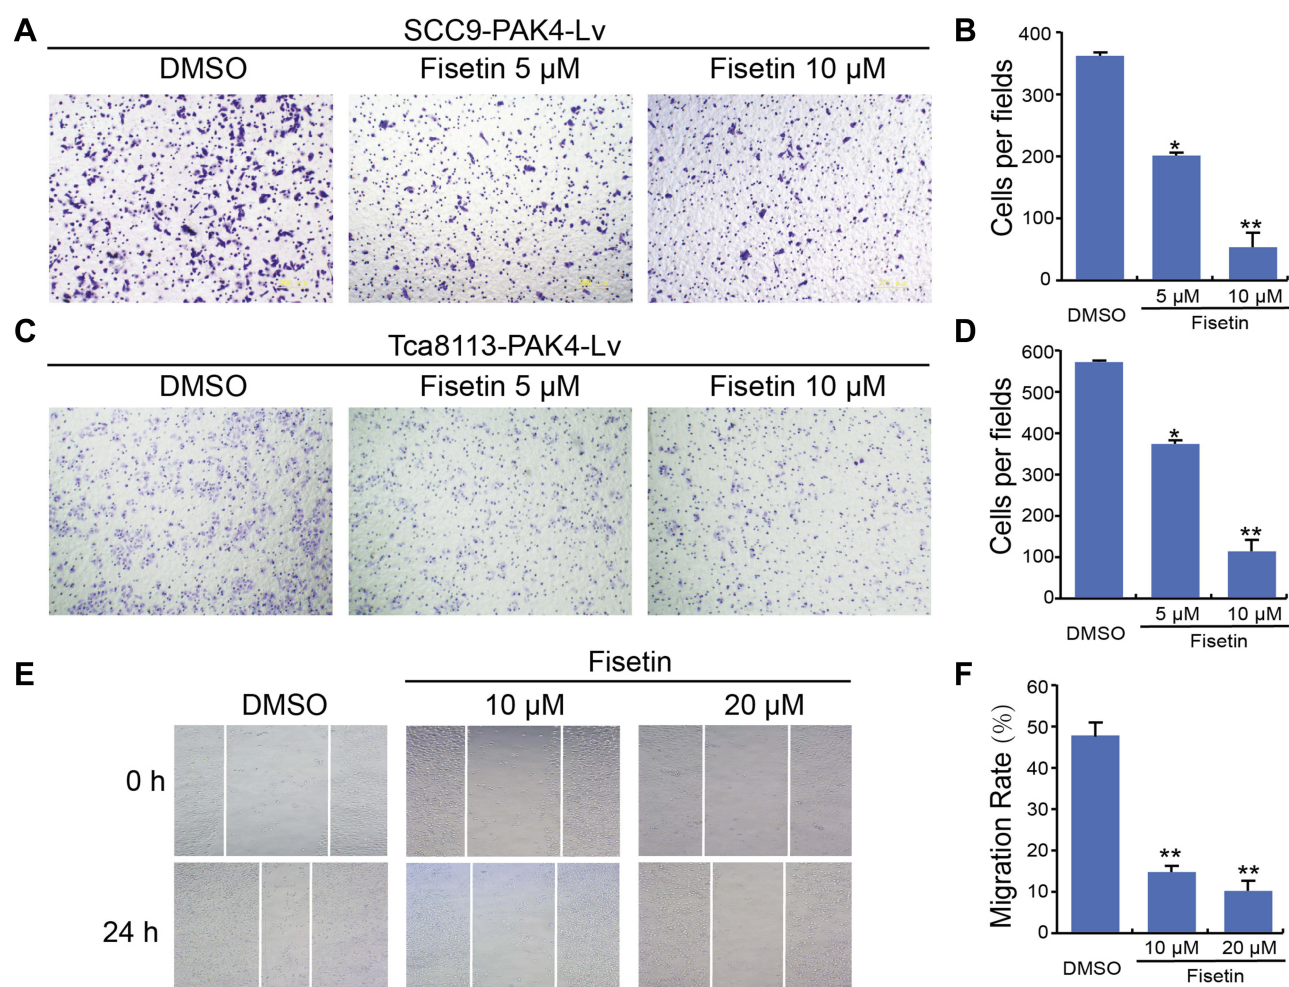 A
SCC9-PAK4-Lv
DMSO
Fisetin 5 µM
Fisetin 10 µM
B
Cells per fields
400
300
200
100
0
*
**
5 µM
10 µM
DMSO
Fisetin
C
Tca8113-PAK4-Lv
DMSO
Fisetin 5 µM
Fisetin 10 µM
D
Cells per fields
600
500
400
300
200
100
0
*
**
5 µM
10 µM
DMSO
Fisetin
E
Fisetin
DMSO
10 µM
20 µM
0 h
24 h
F
Migration Rate (%)
60
50
40
30
20
10
0
**
**
10 µM
20 µM
DMSO
Fisetin